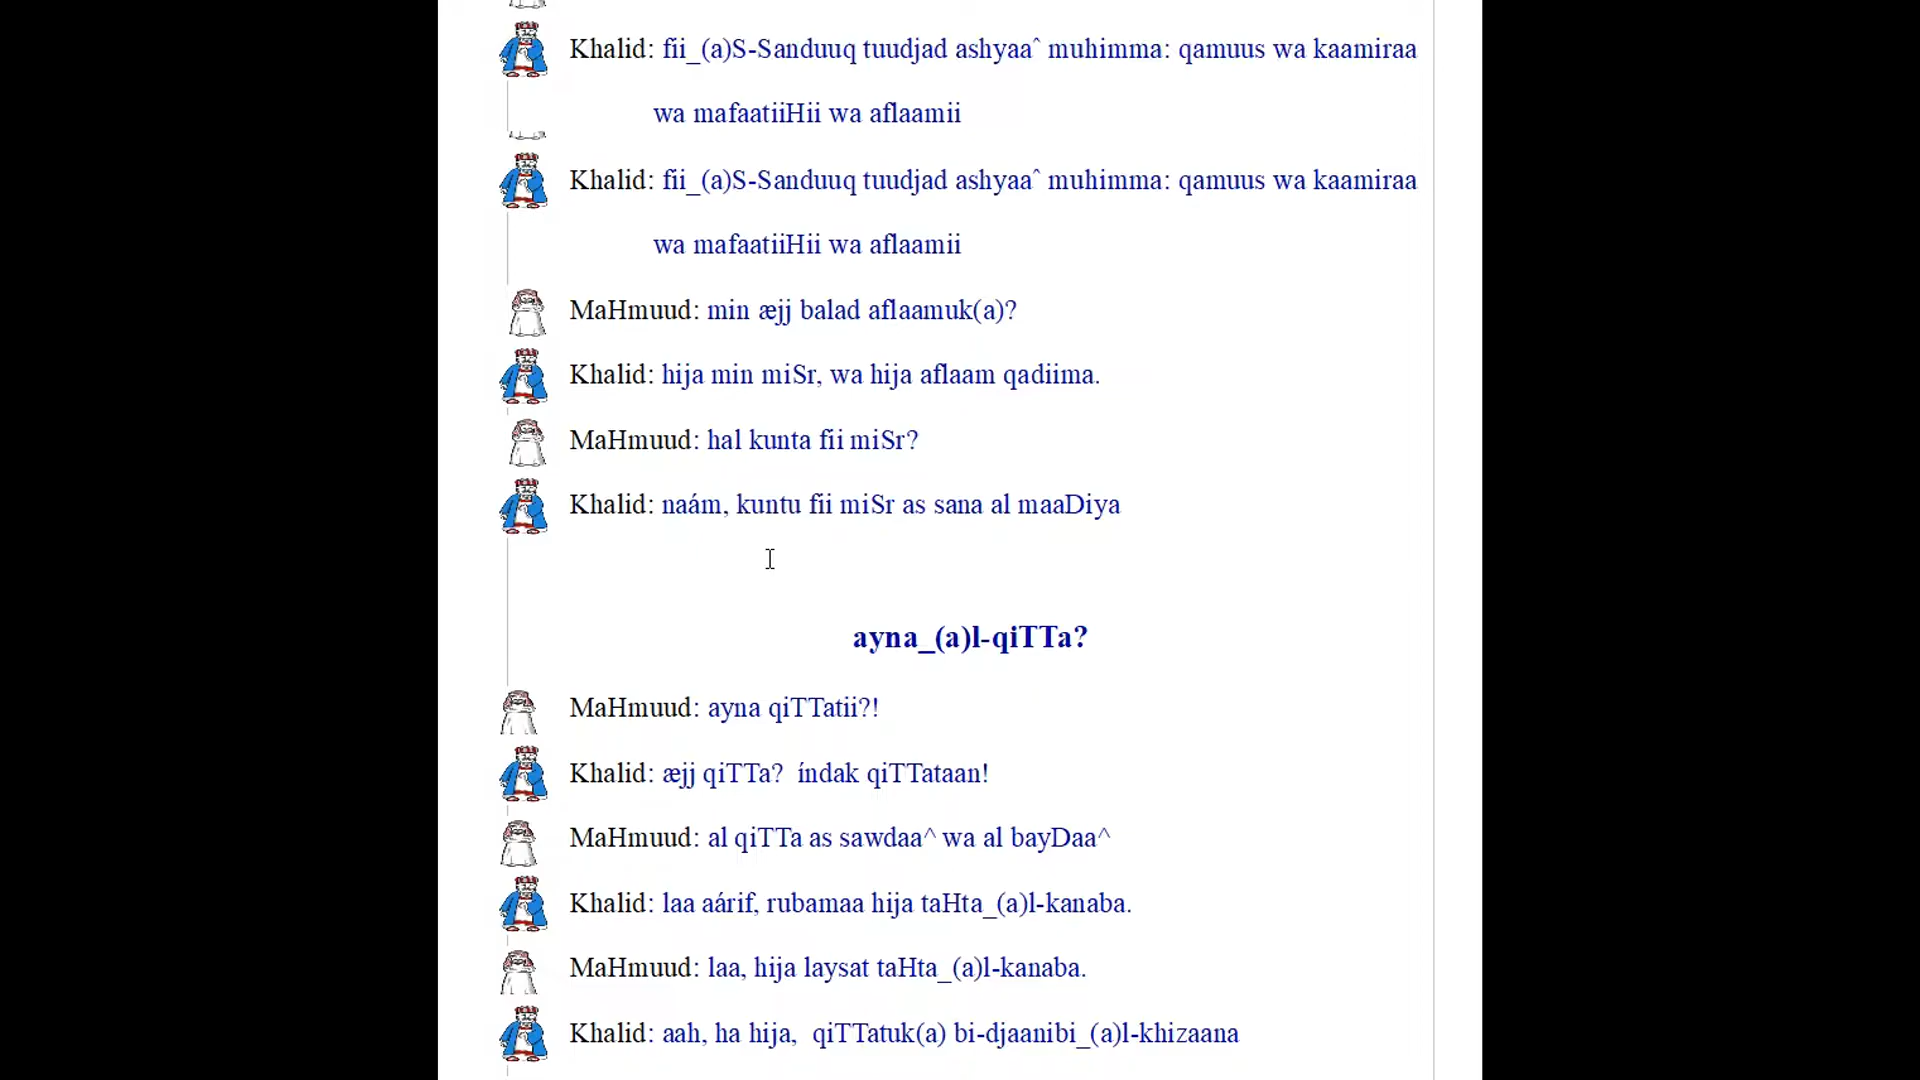 Khalid: fii_(a)S-Sanduuq tuudjad ashyaaˆ muhimma: qamuus wa kaamiraa
wa mafaatiiHii wa aflaamii
Khalid: fii_(a)S-Sanduuq tuudjad ashyaaˆ muhimma: qamuus wa kaamiraa
wa mafaatiiHii wa aflaamii
MaHmuud: min æjj balad aflaamuk(a)?
Khalid: hija min miSr, wa hija aflaam qadiima.
MaHmuud: hal kunta fii miSr?
Khalid: naám, kuntu fii miSr as sana al maaDiya
ayna_(a)l-qiTTa?
MaHmuud: ayna qiTTatii?!
Khalid: æjj qiTTa? índak qiTTataan!
MaHmuud: al qiTTa as sawdaa^ wa al bayDaa^
Khalid: laa aárif, rubamaa hija taHta_(a)l-kanaba.
MaHmuud: laa, hija laysat taHta_(a)l-kanaba.
Khalid: aah, ha hija, qiTTatuk(a) bi-djaanibi_(a)l-khizaana